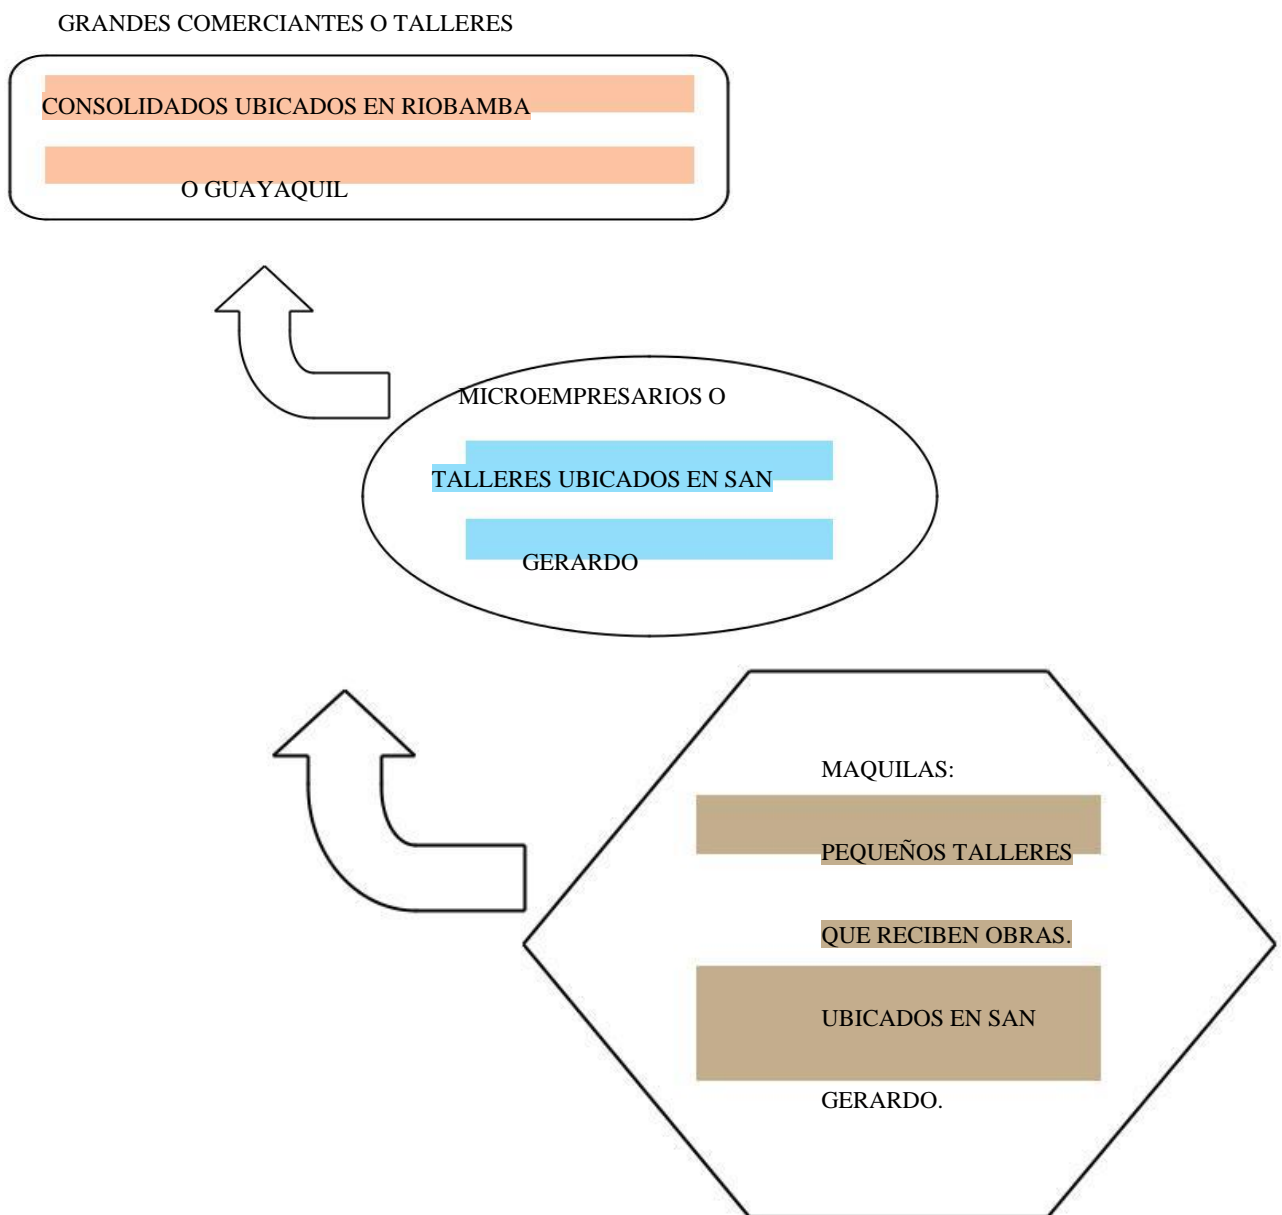 GRANDES COMERCIANTES O TALLERES
CONSOLIDADOS UBICADOS EN RIOBAMBA
O GUAYAQUIL
MICROEMPRESARIOS O
TALLERES UBICADOS EN SAN
GERARDO
MAQUILAS:
PEQUEÑOS TALLERES
QUE RECIBEN OBRAS.
UBICADOS EN SAN
GERARDO.